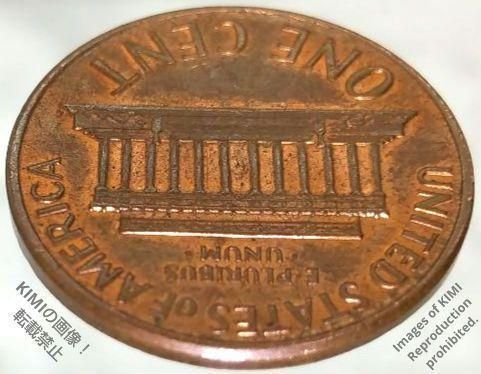 UNITED STATES of AMERICA
E·PLURIBUS
·UNUM·
ONE CENT
KIMIの画像！
転載禁止
Images of KIMI
Reproduction
prohibited.